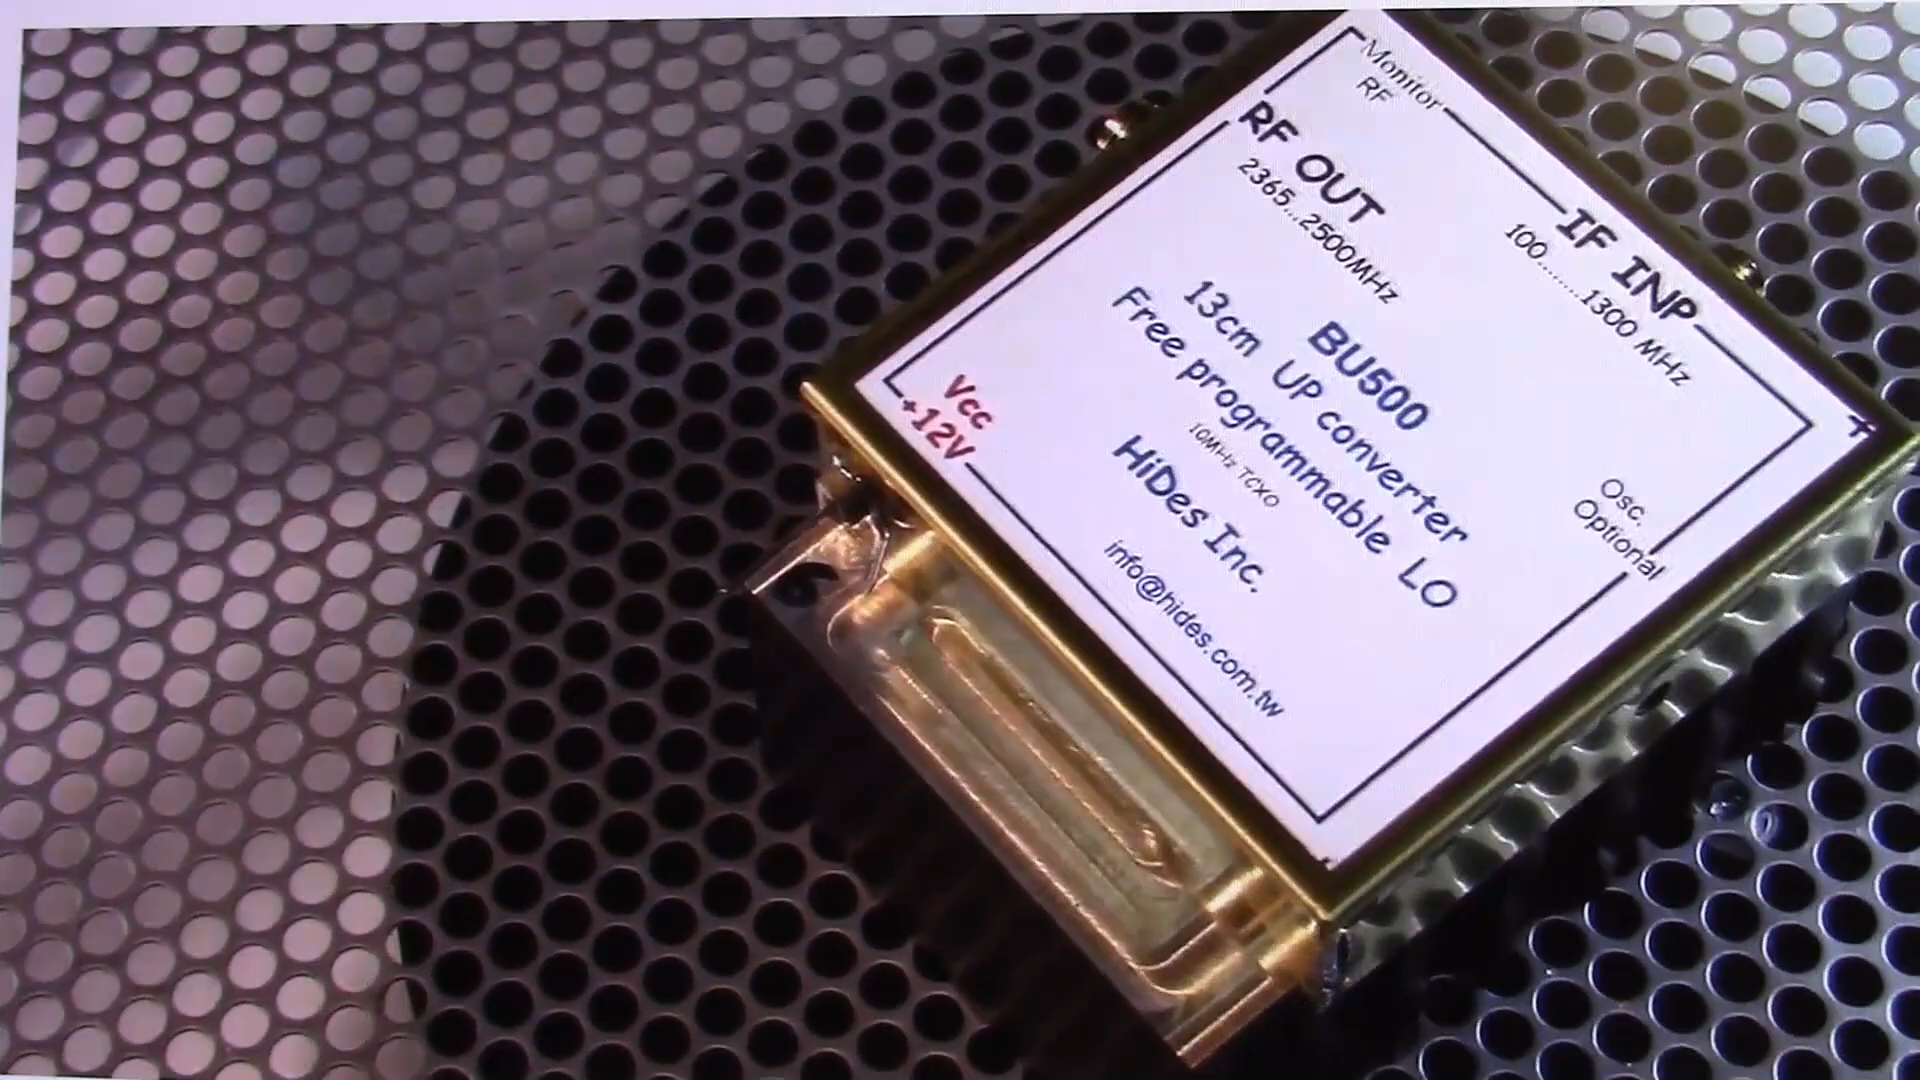 Monitor
RF
RF OUT
2365...2500MHz
IF INP
100.......1300 MHz
BU500
13cm UP converter
Free programmable LO
10MHz TCXO
HiDes Inc.
info@hides.com.tw
Vcc
+12V
Osc.
Optional